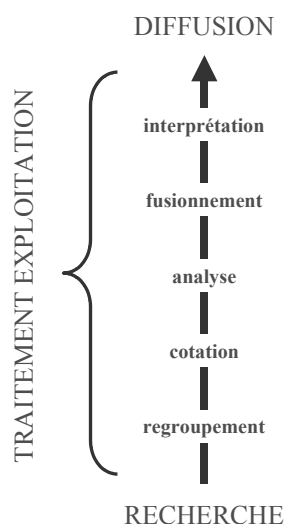 DIFFUSION
interprétation
fusionnement
analyse
cotation
regroupement
RECHERCHE
TRAITEMENT EXPLOITATION